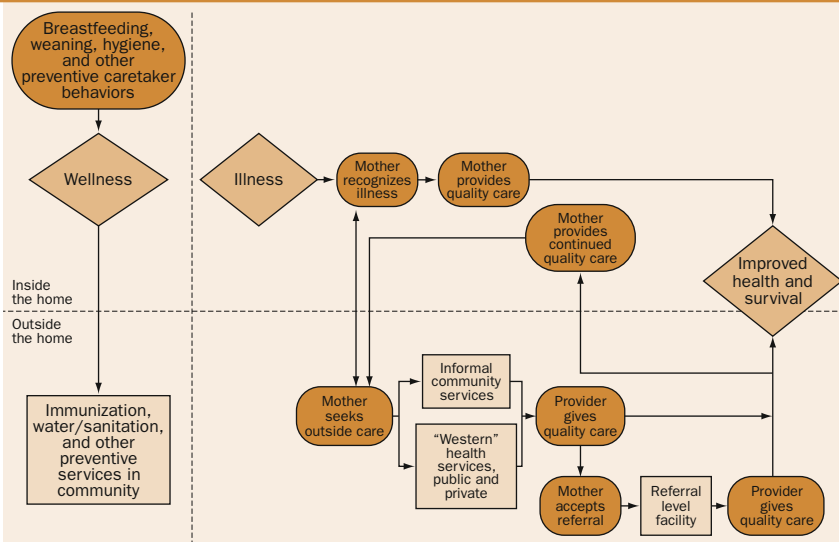 Breastfeeding,
weaning, hygiene,
and other
preventive caretaker
behaviors
Wellness
Illness
Mother
recognizes
illness
Mother
provides
quality care
Mother
provides
continued
quality care
Improved
health and
survival
Inside
the home
Outside
the home
Immunization,
water/sanitation,
and other
preventive
services in
community
Mother
seeks
outside care
Informal
community
services
“Western”
health
services,
public and
private
Provider
gives
quality care
Mother
accepts
referral
Referral
level
facility
Provider
gives
quality care